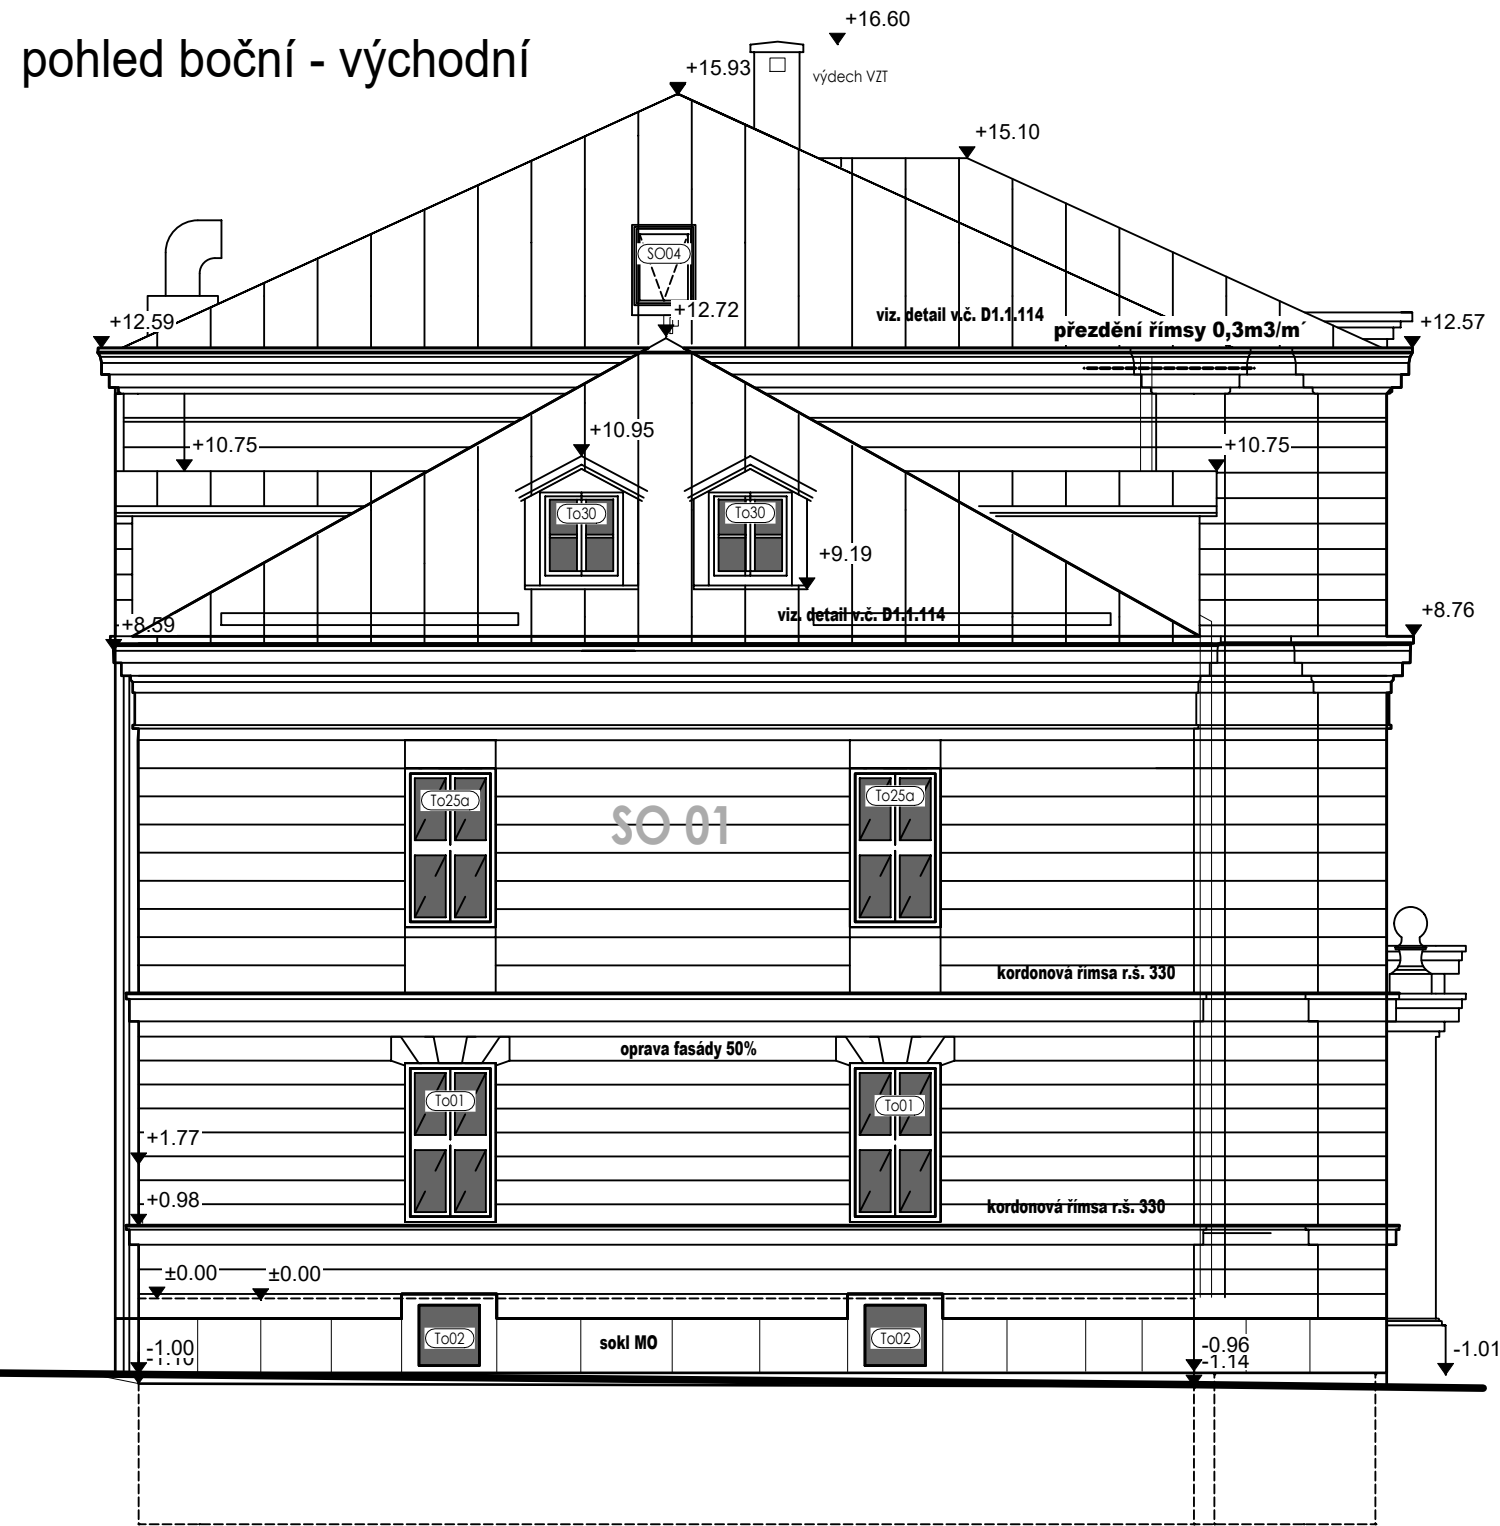 +16.60
pohled boční - východní
+15.93
výdech VZT
+15.10
SO04
+12.72
viz. detail v.č. D1.1.114
+12.59
přezdění římsy 0,3m3/m´
+12.57
+10.95
+10.75
+10.75
To30
To30
+9.19
+8.59
viz. detail v.č. D1.1.114
+8.76
To25a
To25a
SO 01
kordonová římsa r.š. 330
oprava fasády 50%
To01
To01
+1.77
+0.98
kordonová římsa r.š. 330
±0.00
±0.00
To02
sokl MO
To02
-1.00
-1.10
-0.96
-1.14
-1.01